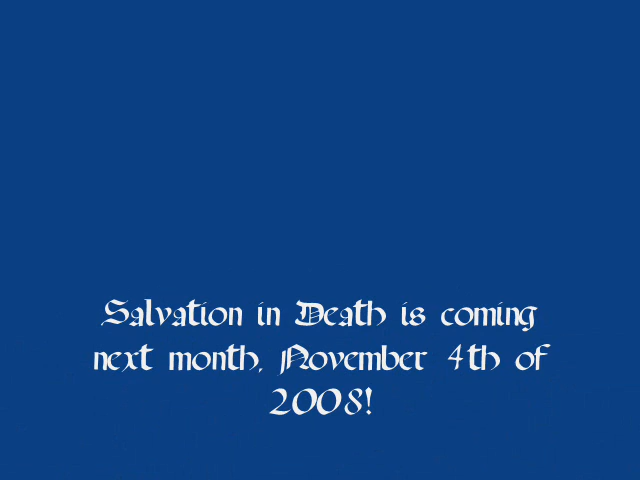 Salvation in Death is coming
next month, November 4th of
2008!